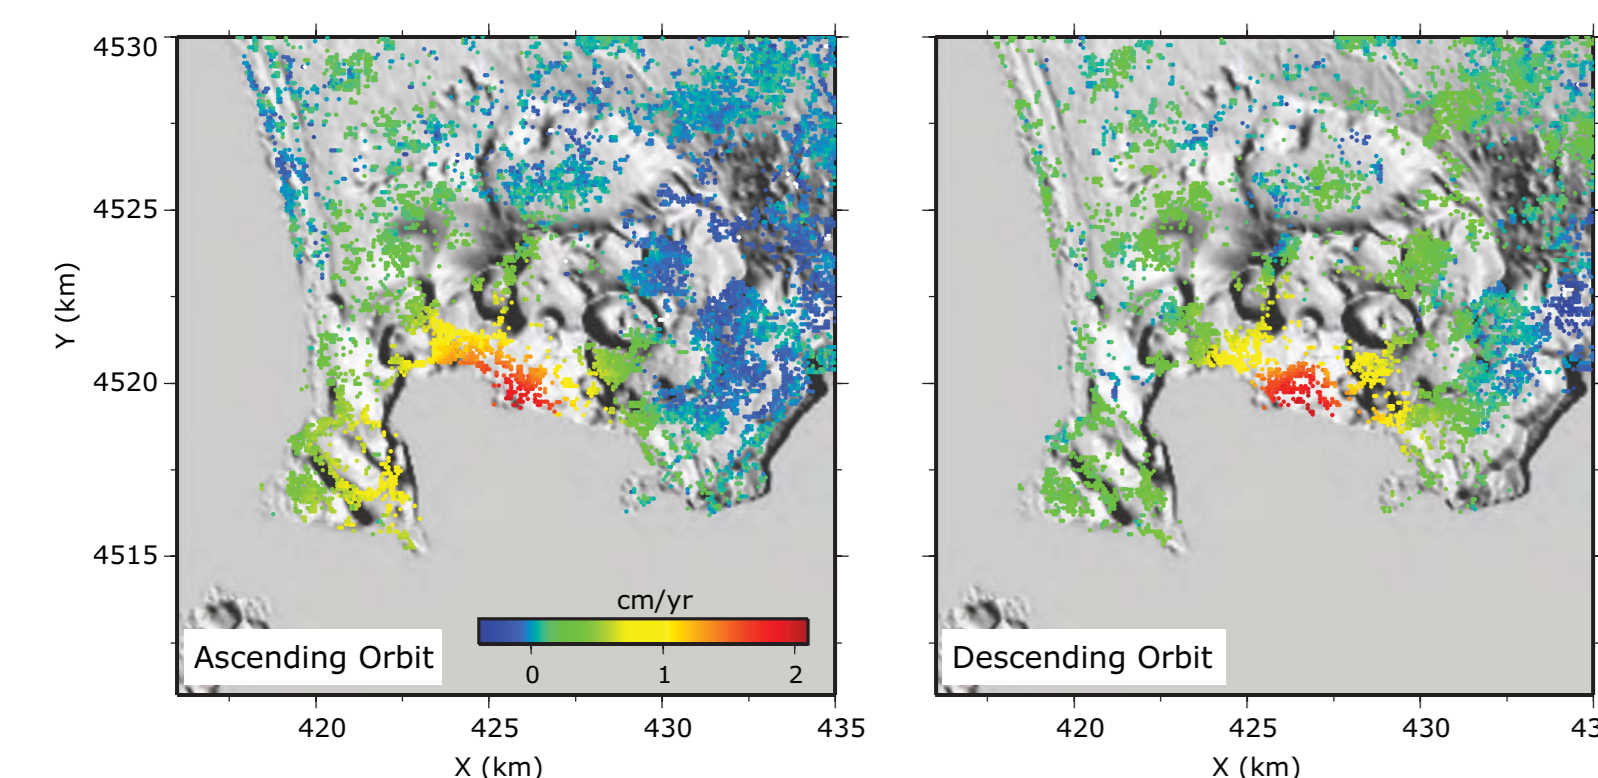 4530
4525
4520
4515
Y (km)
cm/yr
0 1 2
Ascending Orbit
420 425 430 435
X (km)
Descending Orbit
420 425 430 43
X (km)